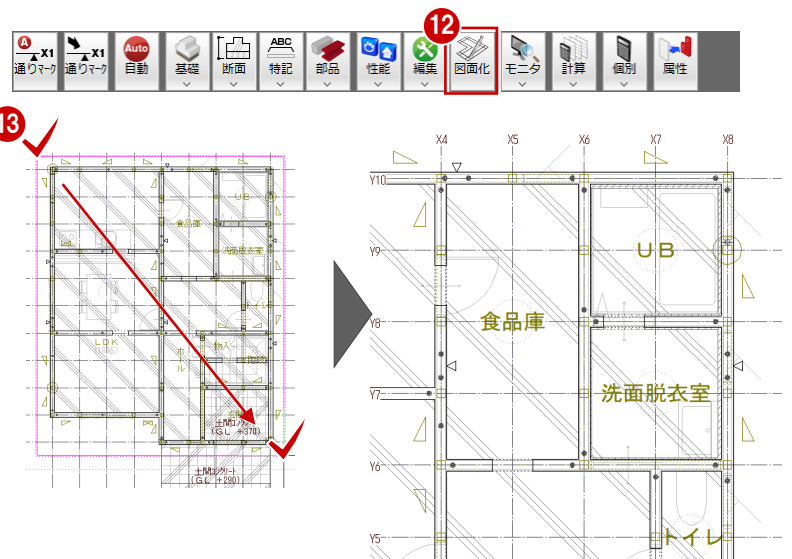 12
A X1 X1 Auto ABC
通りマーク 通りマーク 自動 基礎 断面 特記 部品 性能 編集 図面化 モニタ 計算 個別 属性
13
UB
食品庫
洗面脱衣室
トイレ
LDK
ホール
物入
土間コンクリート
(GL +370)
土間コンクリート
(GL +290)
X4 X5 X6 X7 X8
Y10
Y9
UB
Y8
食品庫
洗面脱衣室
Y7
Y6
Y5
トイレ